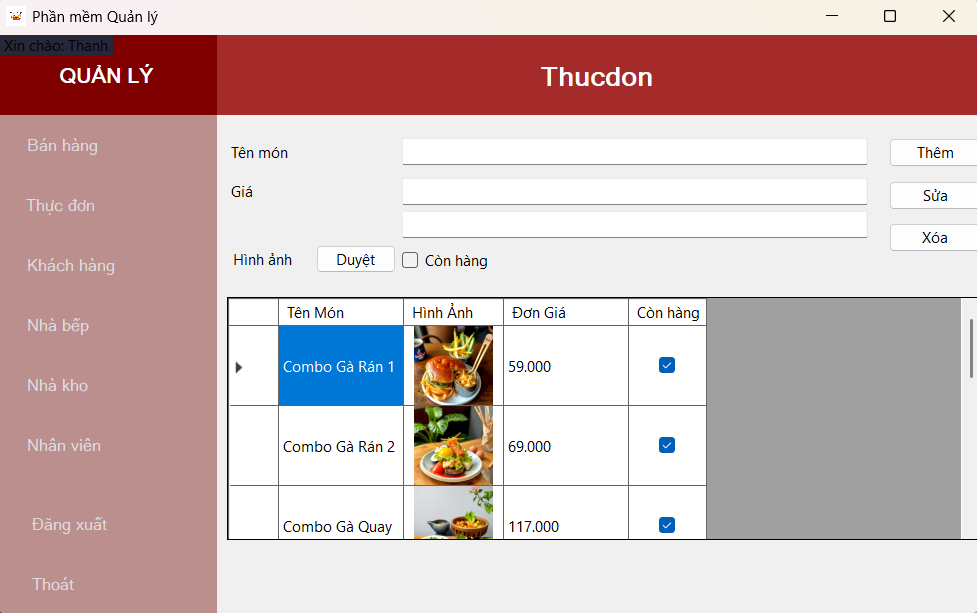 Phần mềm Quản lý
Xin chào: Thanh
QUẢN LÝ
Thucdon
Bán hàng
Thực đơn
Khách hàng
Nhà bếp
Nhà kho
Nhân viên
Đăng xuất
Thoát
Tên món
Thêm
Giá
Sửa
Xóa
Hình ảnh Duyệt Còn hàng
Tên Món Hình Ảnh Đơn Giá Còn hàng
Combo Gà Rán 1 59.000
Combo Gà Rán 2 69.000
Combo Gà Quay 117.000